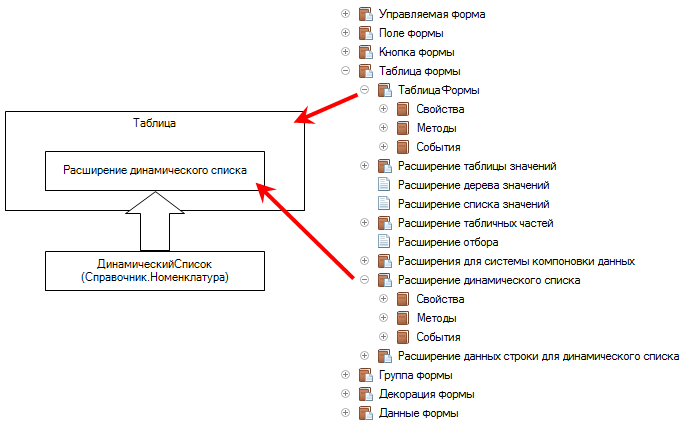 Таблица
Расширение динамического списка
ДинамическийСписок
(Справочник.Номенклатура)
Управляемая форма
Поле формы
Кнопка формы
Таблица формы
ТаблицаФормы
Свойства
Методы
События
Расширение таблицы значений
Расширение дерева значений
Расширение списка значений
Расширение табличных частей
Расширение отбора
Расширения для системы компоновки данных
Расширение динамического списка
Свойства
Методы
События
Расширение данных строки для динамического списка
Группа формы
Декорация формы
Данные формы